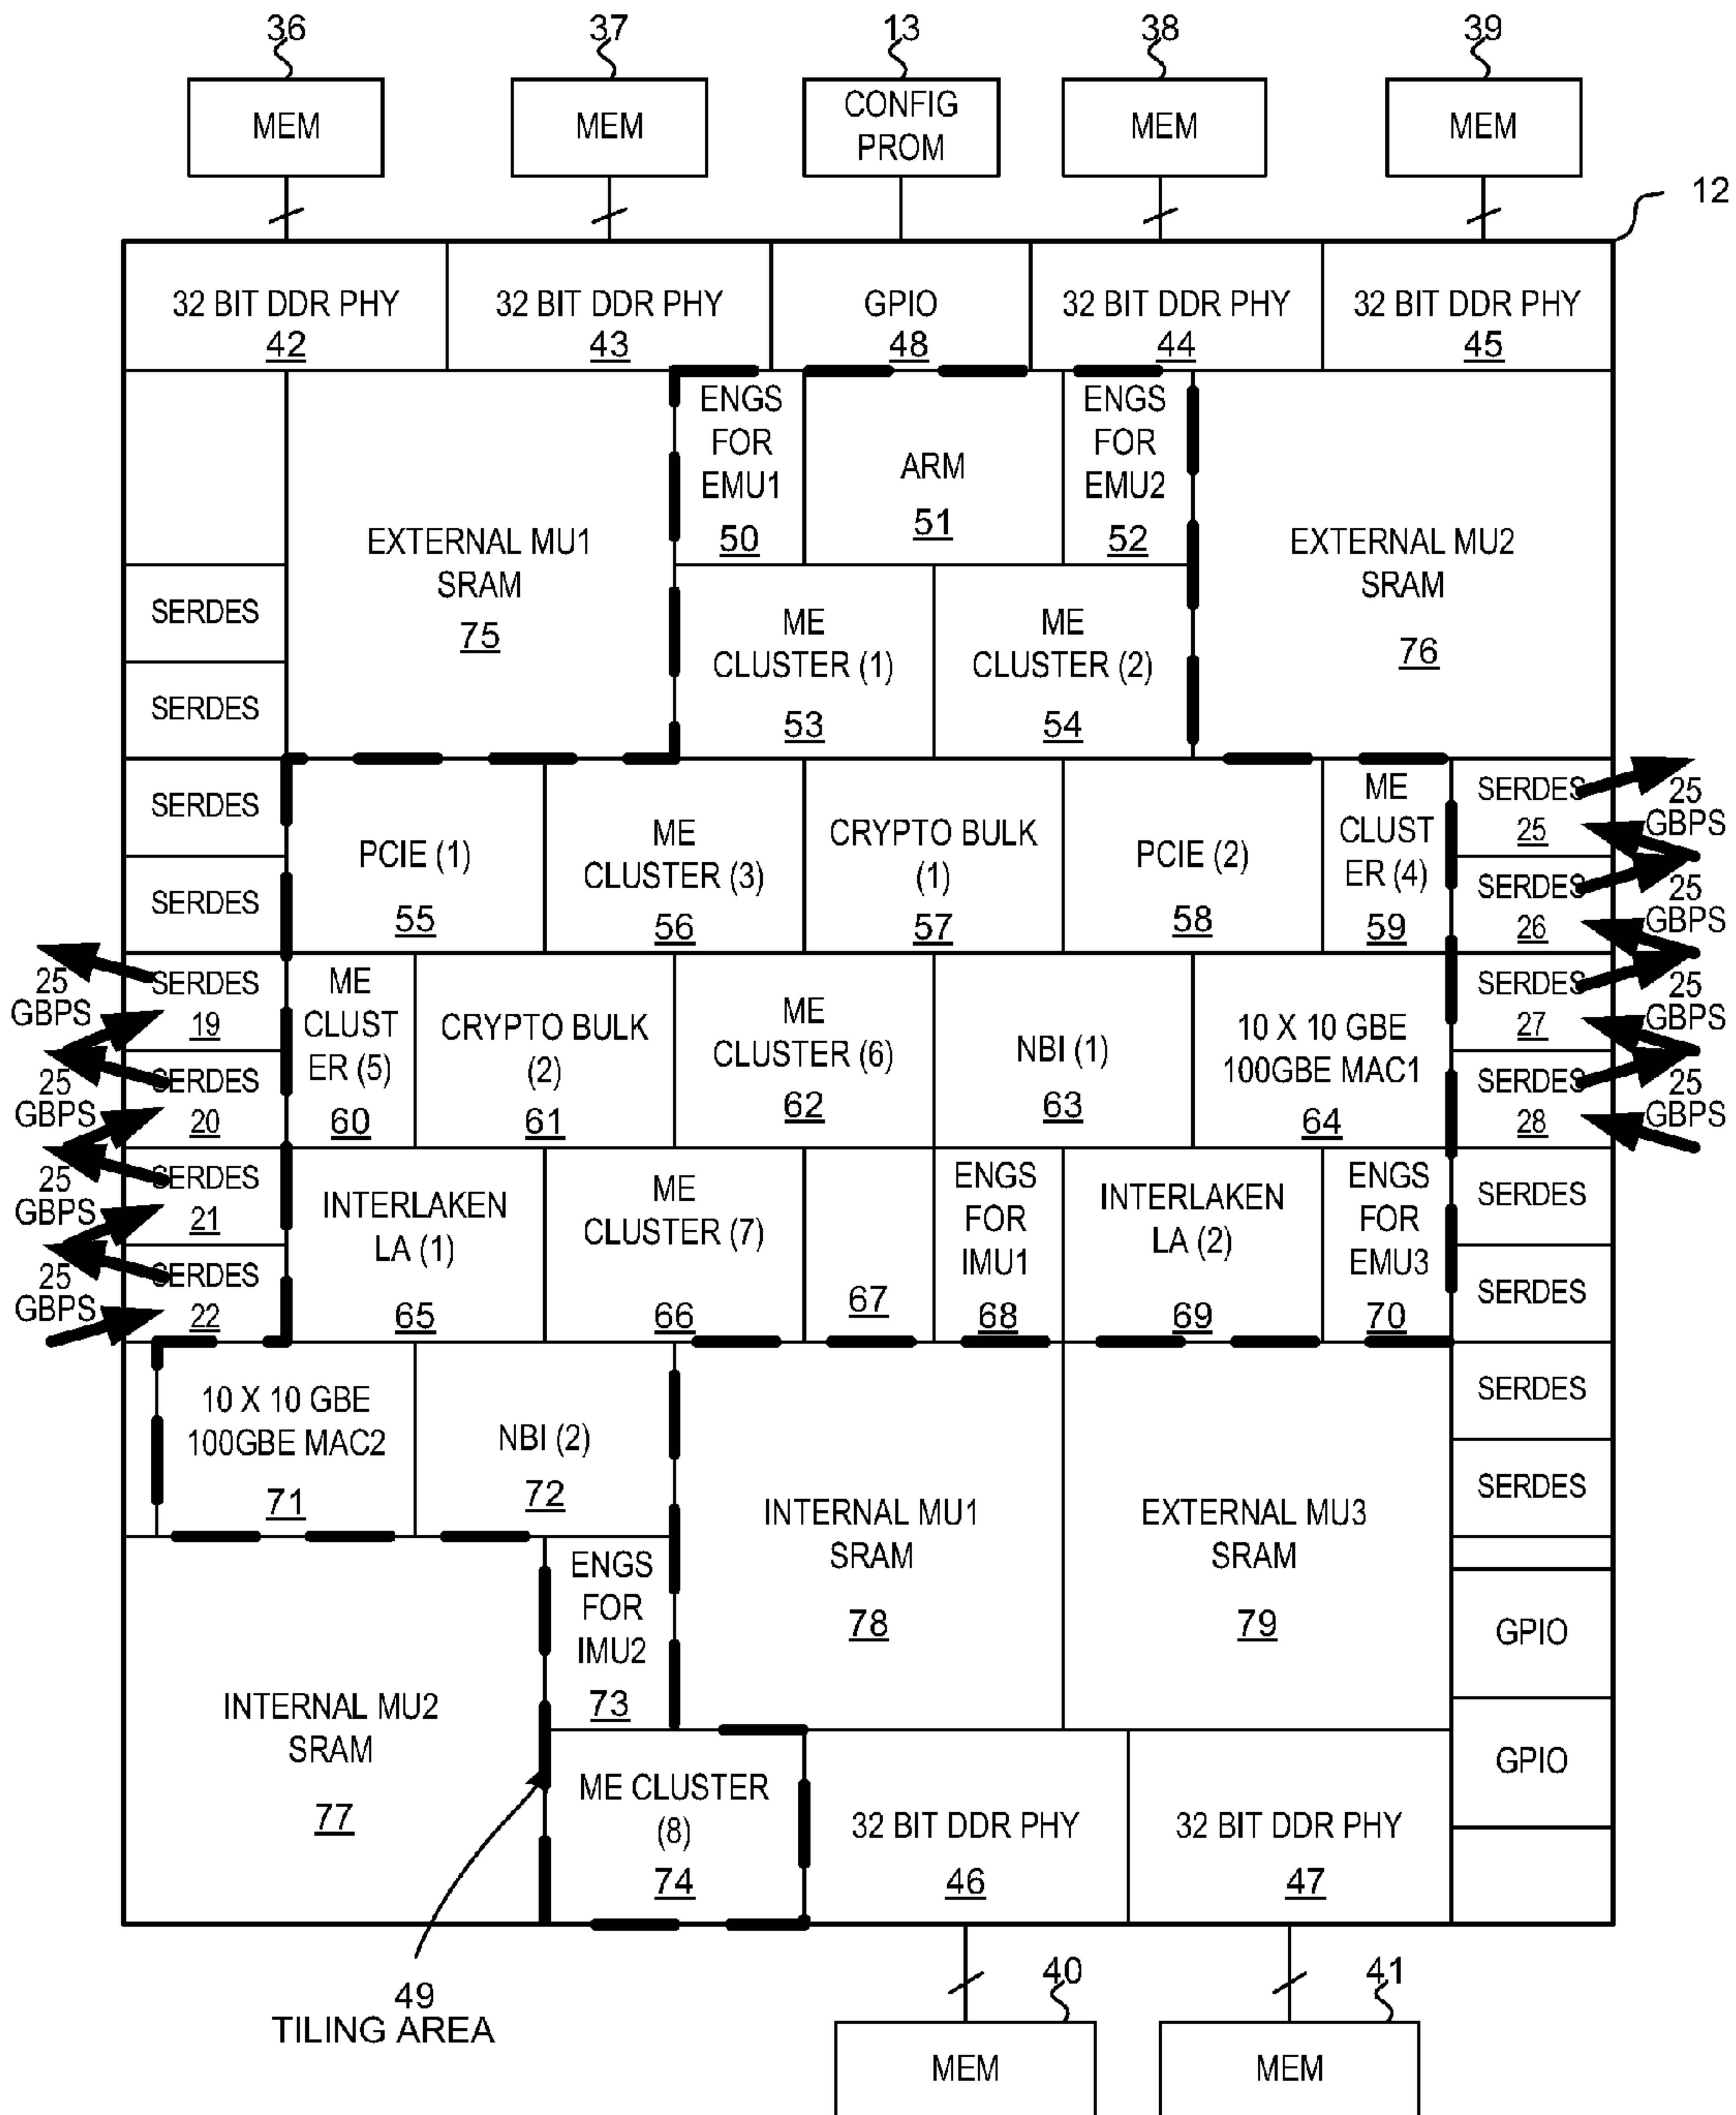 36
37
13
38
39
MEM
MEM
CONFIG
PROM
MEM
MEM
12
32 BIT DDR PHY
42
32 BIT DDR PHY
43
GPIO
48
32 BIT DDR PHY
44
32 BIT DDR PHY
45
EXTERNAL MU1
SRAM
75
ENGS
FOR
EMU1
50
ARM
51
ENGS
FOR
EMU2
52
EXTERNAL MU2
SRAM
76
SERDES
SERDES
ME
CLUSTER (1)
53
ME
CLUSTER (2)
54
SERDES
SERDES
PCIE (1)
55
ME
CLUSTER (3)
56
CRYPTO BULK
(1)
57
PCIE (2)
58
ME
CLUST
ER (4)
59
SERDES
25
25
GBPS
SERDES
26
25
GBPS
25
GBPS
SERDES
19
25
GBPS
SERDES
20
ME
CLUST
ER (5)
60
CRYPTO BULK
(2)
61
ME
CLUSTER (6)
62
NBI (1)
63
10 X 10 GBE
100GBE MAC1
64
SERDES
27
25
GBPS
SERDES
28
25
GBPS
25
GBPS
SERDES
21
25
GBPS
SERDES
22
INTERLAKEN
LA (1)
65
ME
CLUSTER (7)
66
67
ENGS
FOR
IMU1
68
INTERLAKEN
LA (2)
69
ENGS
FOR
EMU3
70
SERDES
SERDES
10 X 10 GBE
100GBE MAC2
71
NBI (2)
72
INTERNAL MU1
SRAM
78
EXTERNAL MU3
SRAM
79
SERDES
SERDES
INTERNAL MU2
SRAM
77
ENGS
FOR
IMU2
73
GPIO
GPIO
ME CLUSTER
(8)
74
32 BIT DDR PHY
46
32 BIT DDR PHY
47
49
TILING AREA
40
41
MEM
MEM